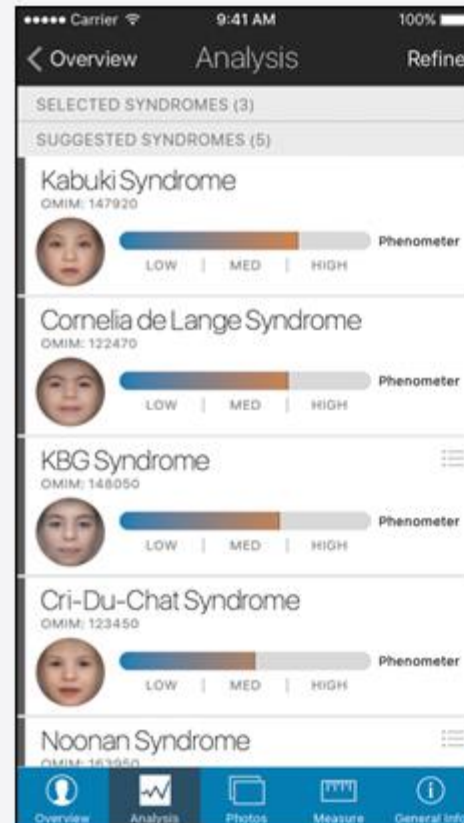 Carrier 9:41 AM 100%
Overview Analysis Refine
SELECTED SYNDROMES (3)
SUGGESTED SYNDROMES (5)
Kabuki Syndrome
OMIM: 147920
Phenometer
LOW | MED | HIGH
Cornelia de Lange Syndrome
OMIM: 122470
Phenometer
LOW | MED | HIGH
KBG Syndrome
OMIM: 148050
Phenometer
LOW | MED | HIGH
Cri-Du-Chat Syndrome
OMIM: 123450
Phenometer
LOW | MED | HIGH
Noonan Syndrome
OMIM: 163950
Overview Analysis Photos Measure General Info